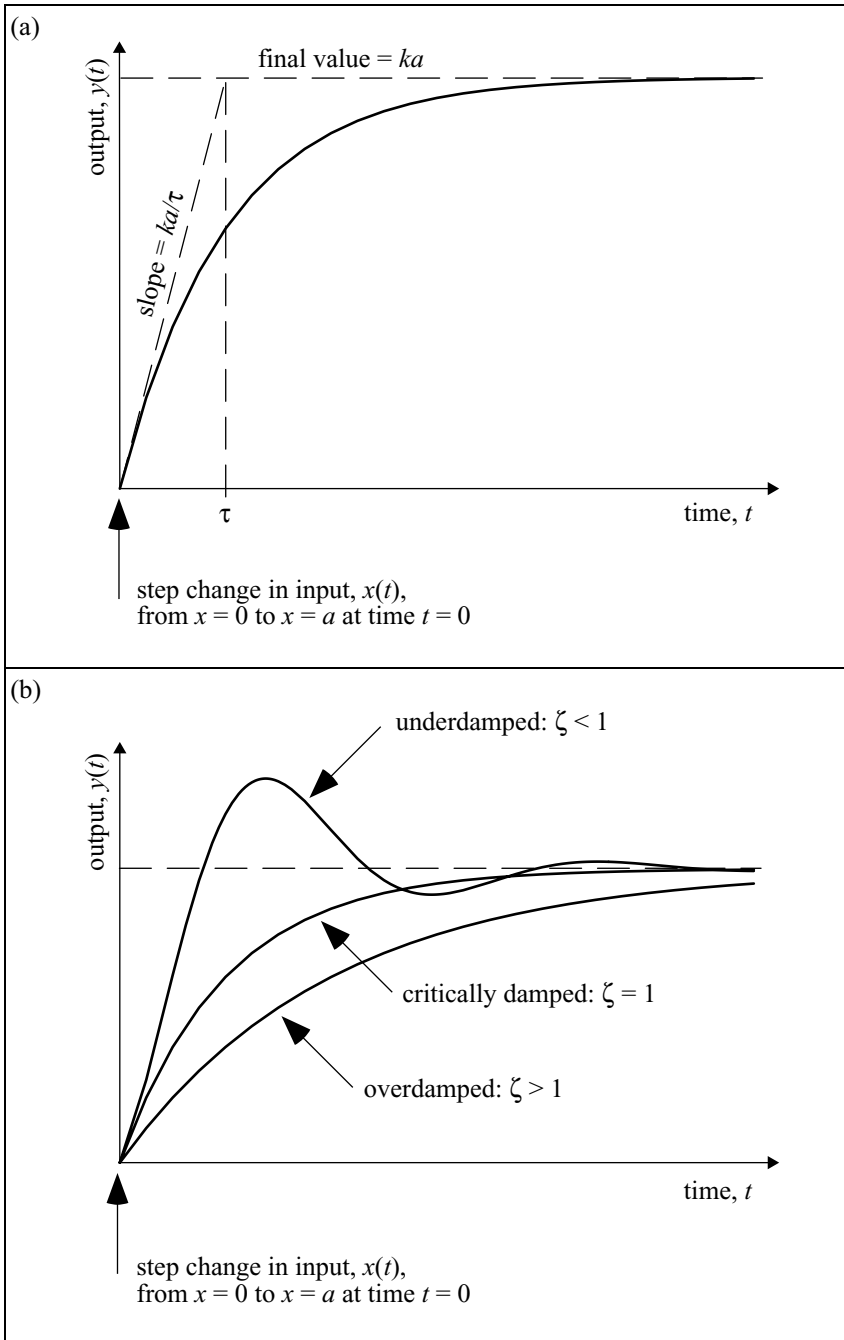 (a)
final value = ka
output, y(t)
slope = ka/τ
τ
time, t
step change in input, x(t),
from x = 0 to x = a at time t = 0
(b)
underdamped: ζ < 1
output, y(t)
critically damped: ζ = 1
overdamped: ζ > 1
time, t
step change in input, x(t),
from x = 0 to x = a at time t = 0